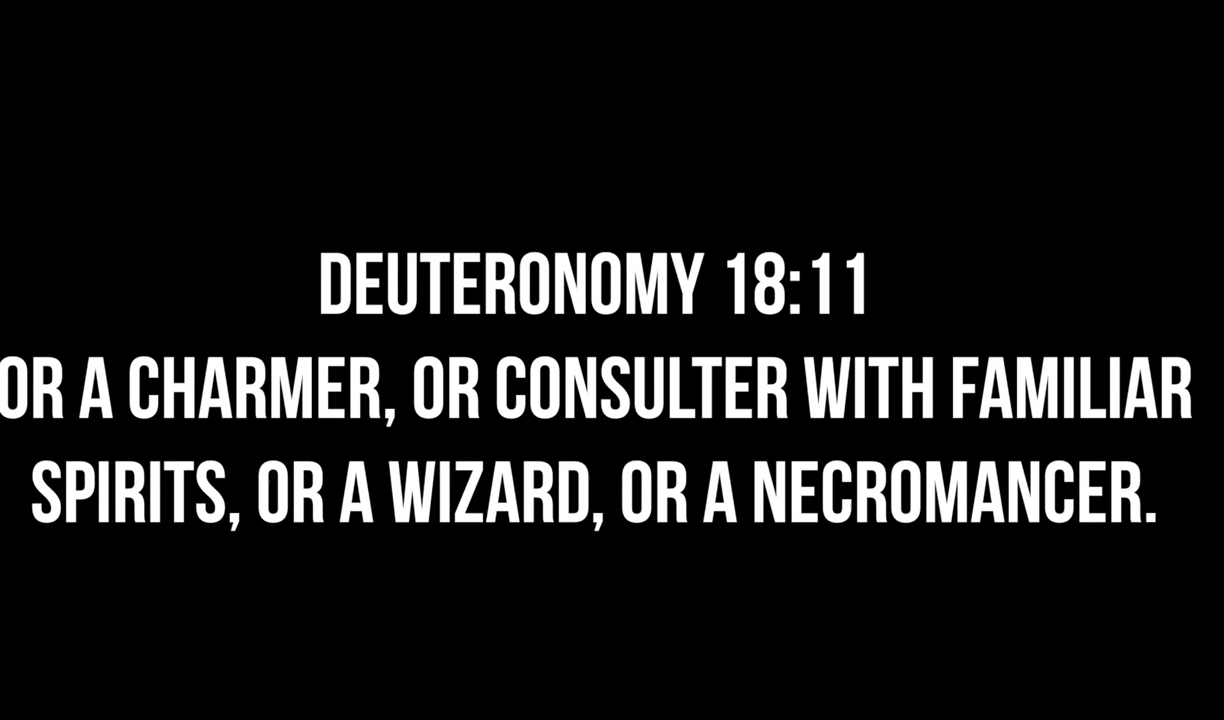 DEUTERONOMY 18:11
OR A CHARMER, OR CONSULTER WITH FAMILIAR
SPIRITS, OR A WIZARD, OR A NECROMANCER.